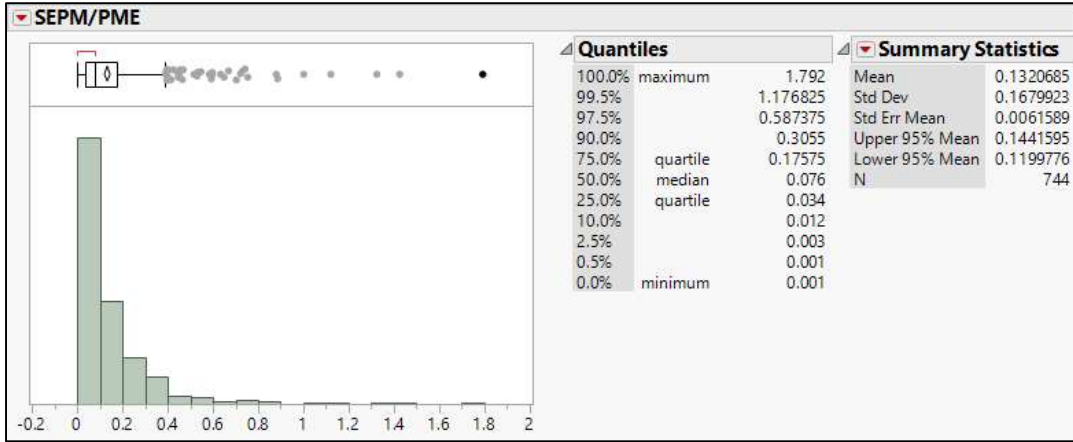 SEPM/PME
Quantiles
100.0% maximum 1.792
99.5% 1.176825
97.5% 0.587375
90.0% 0.3055
75.0% quartile 0.17575
50.0% median 0.076
25.0% quartile 0.034
10.0% 0.012
2.5% 0.003
0.5% 0.001
0.0% minimum 0.001
Summary Statistics
Mean 0.1320685
Std Dev 0.1679923
Std Err Mean 0.0061589
Upper 95% Mean 0.1441595
Lower 95% Mean 0.1199776
N 744
-0.2 0 0.2 0.4 0.6 0.8 1 1.2 1.4 1.6 1.8 2